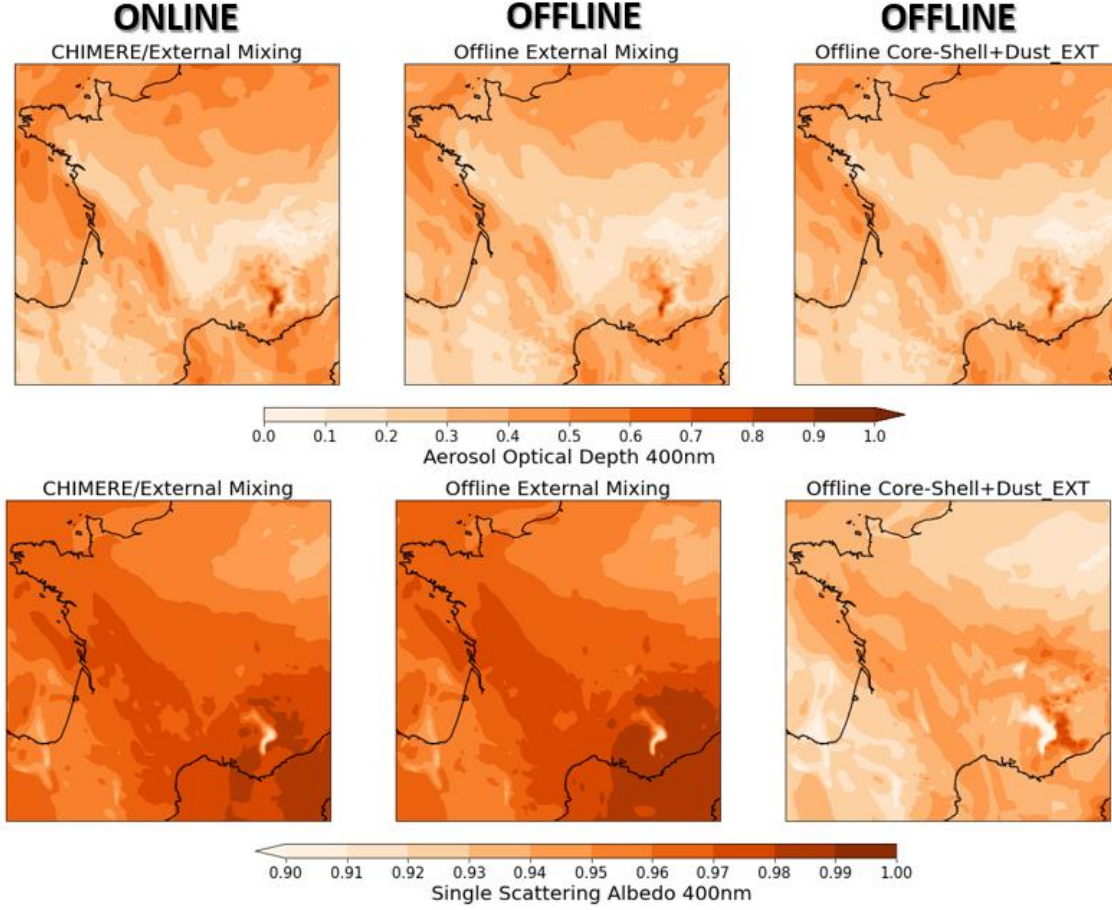 ONLINE OFFLINE OFFLINE
CHIMERE/External Mixing Offline External Mixing Offline Core-Shell+Dust_EXT
0.0 0.1 0.2 0.3 0.4 0.5 0.6 0.7 0.8 0.9 1.0
Aerosol Optical Depth 400nm
CHIMERE/External Mixing Offline External Mixing Offline Core-Shell+Dust_EXT
0.90 0.91 0.92 0.93 0.94 0.95 0.96 0.97 0.98 0.99 1.00
Single Scattering Albedo 400nm